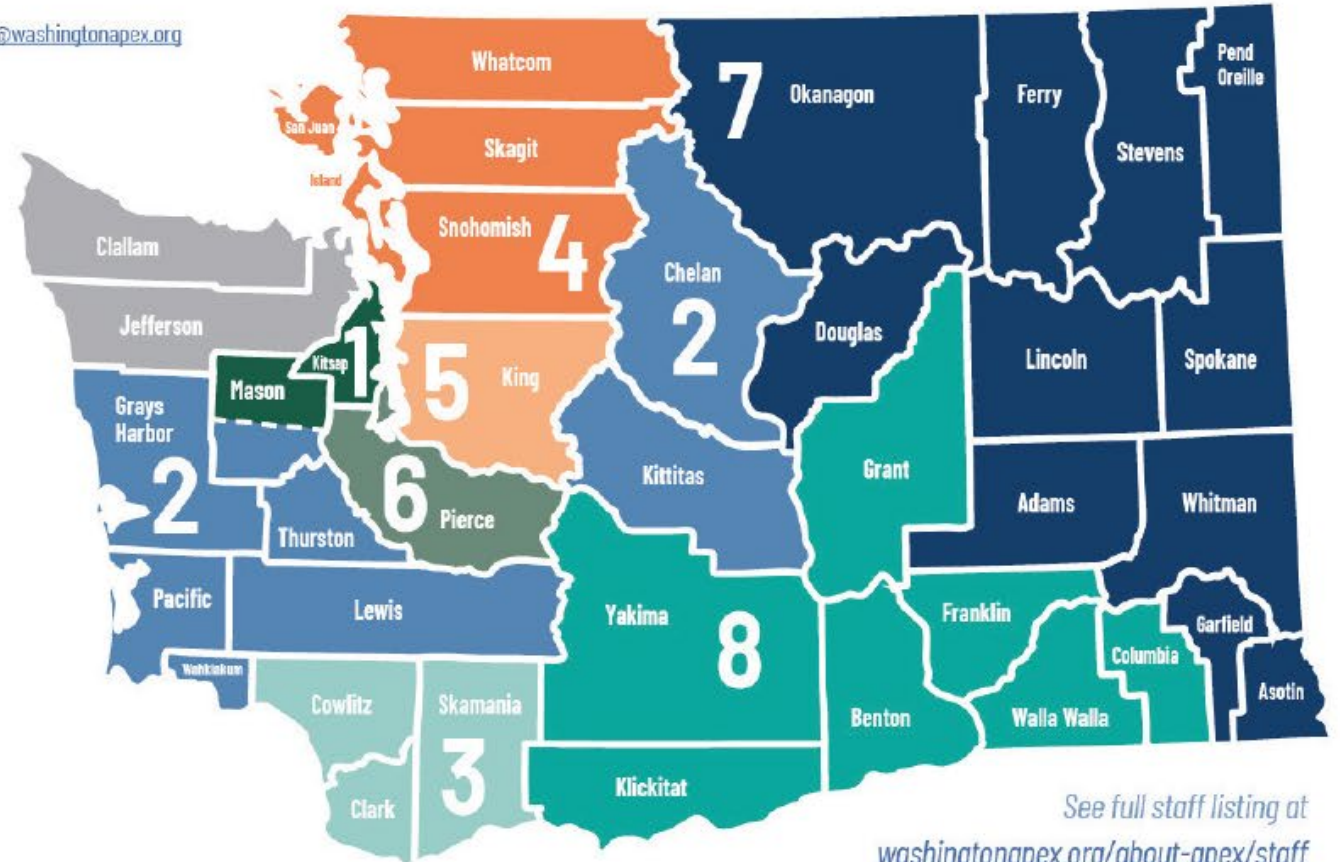 @washingtonapex.org
Whatcom
7
Okanagon
Ferry
Pend
Oreille
San Juan
Skagit
Stevens
Island
Snohomish
4
Clallam
Chelan
2
Jefferson
Douglas
Kitsap
1
5
King
Lincoln
Spokane
Mason
Grays
Harbor
2
Kittitas
Grant
6
Pierce
Adams
Whitman
Thurston
Pacific
Lewis
Yakima
8
Franklin
Garfield
Columbia
Wahkiakum
Cowlitz
Skamania
3
Benton
Walla Walla
Asotin
Clark
Klickitat
See full staff listing at
washingtonapex.org/about-apex/staff